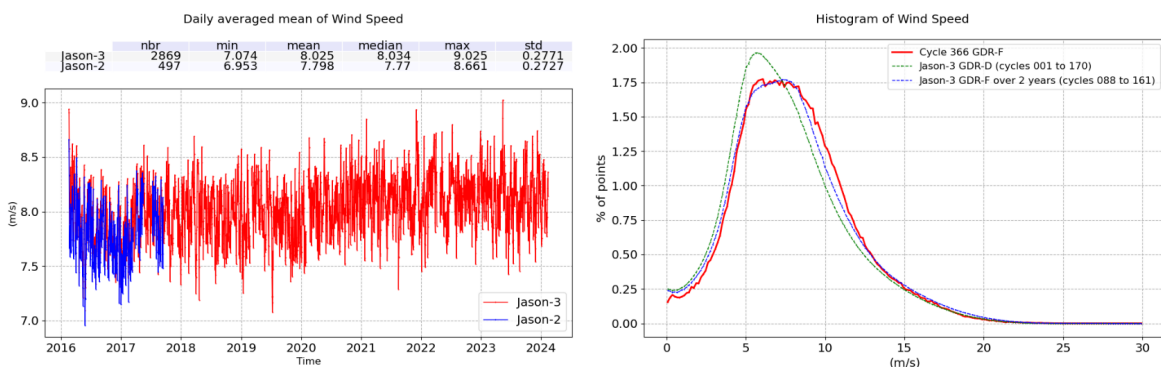 Daily averaged mean of Wind Speed
nbr min mean median max std
Jason-3 2869 7.074 8.025 8.034 9.025 0.2771
Jason-2 497 6.953 7.798 7.77 8.661 0.2727
9.0
8.5
8.0
7.5
7.0
(m/s)
Jason-3
Jason-2
2016 2017 2018 2019 2020 2021 2022 2023 2024
Time
Histogram of Wind Speed
2.00
1.75
1.50
1.25
1.00
0.75
0.50
0.25
0.00
% of points
Cycle 366 GDR-F
Jason-3 GDR-D (cycles 001 to 170)
Jason-3 GDR-F over 2 years (cycles 088 to 161)
0 5 10 15 20 25 30
(m/s)